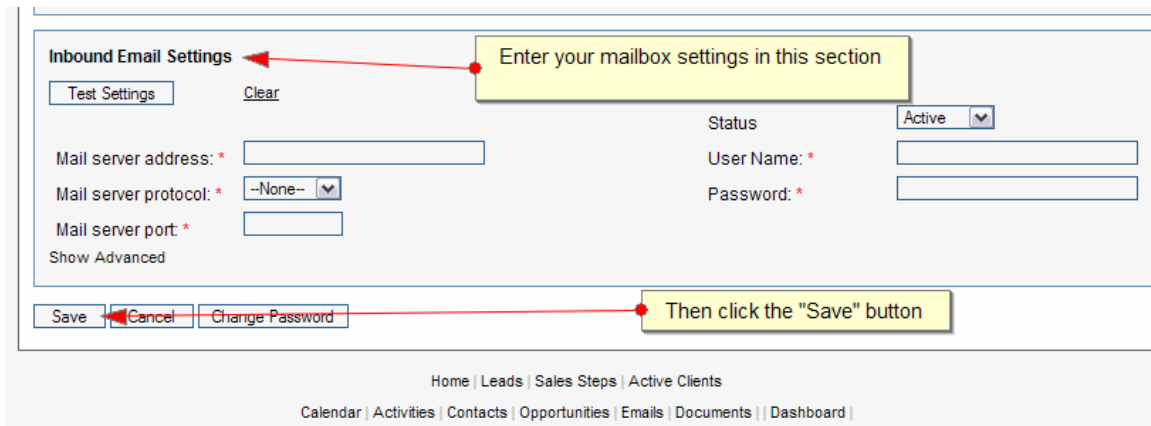 Inbound Email Settings
Enter your mailbox settings in this section
Test Settings Clear
Status Active
Mail server address: * User Name: *
Mail server protocol: * --None-- Password: *
Mail server port: *
Show Advanced
Save Cancel Change Password
Then click the "Save" button
Home | Leads | Sales Steps | Active Clients
Calendar | Activities | Contacts | Opportunities | Emails | Documents | | Dashboard |